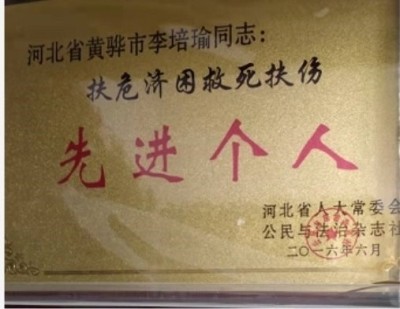 河北省黄骅市李培瑜同志：
扶危济困救死扶伤
先进个人
河北省人大常委会
公民与法治杂志社
二〇一六年六月